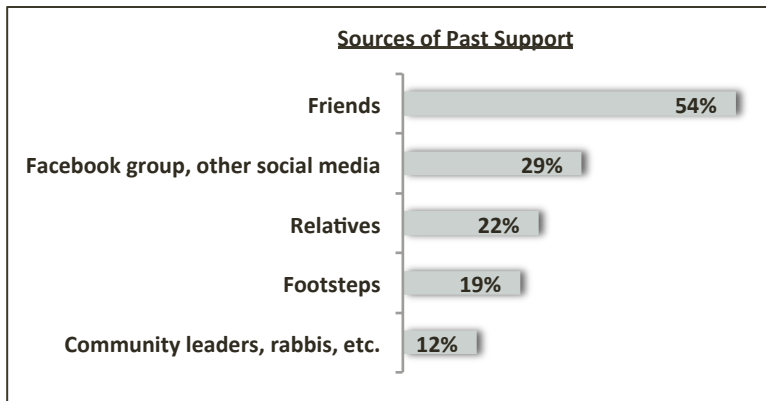 Sources of Past Support
Friends
54%
Facebook group, other social media
29%
Relatives
22%
Footsteps
19%
Community leaders, rabbis, etc.
12%